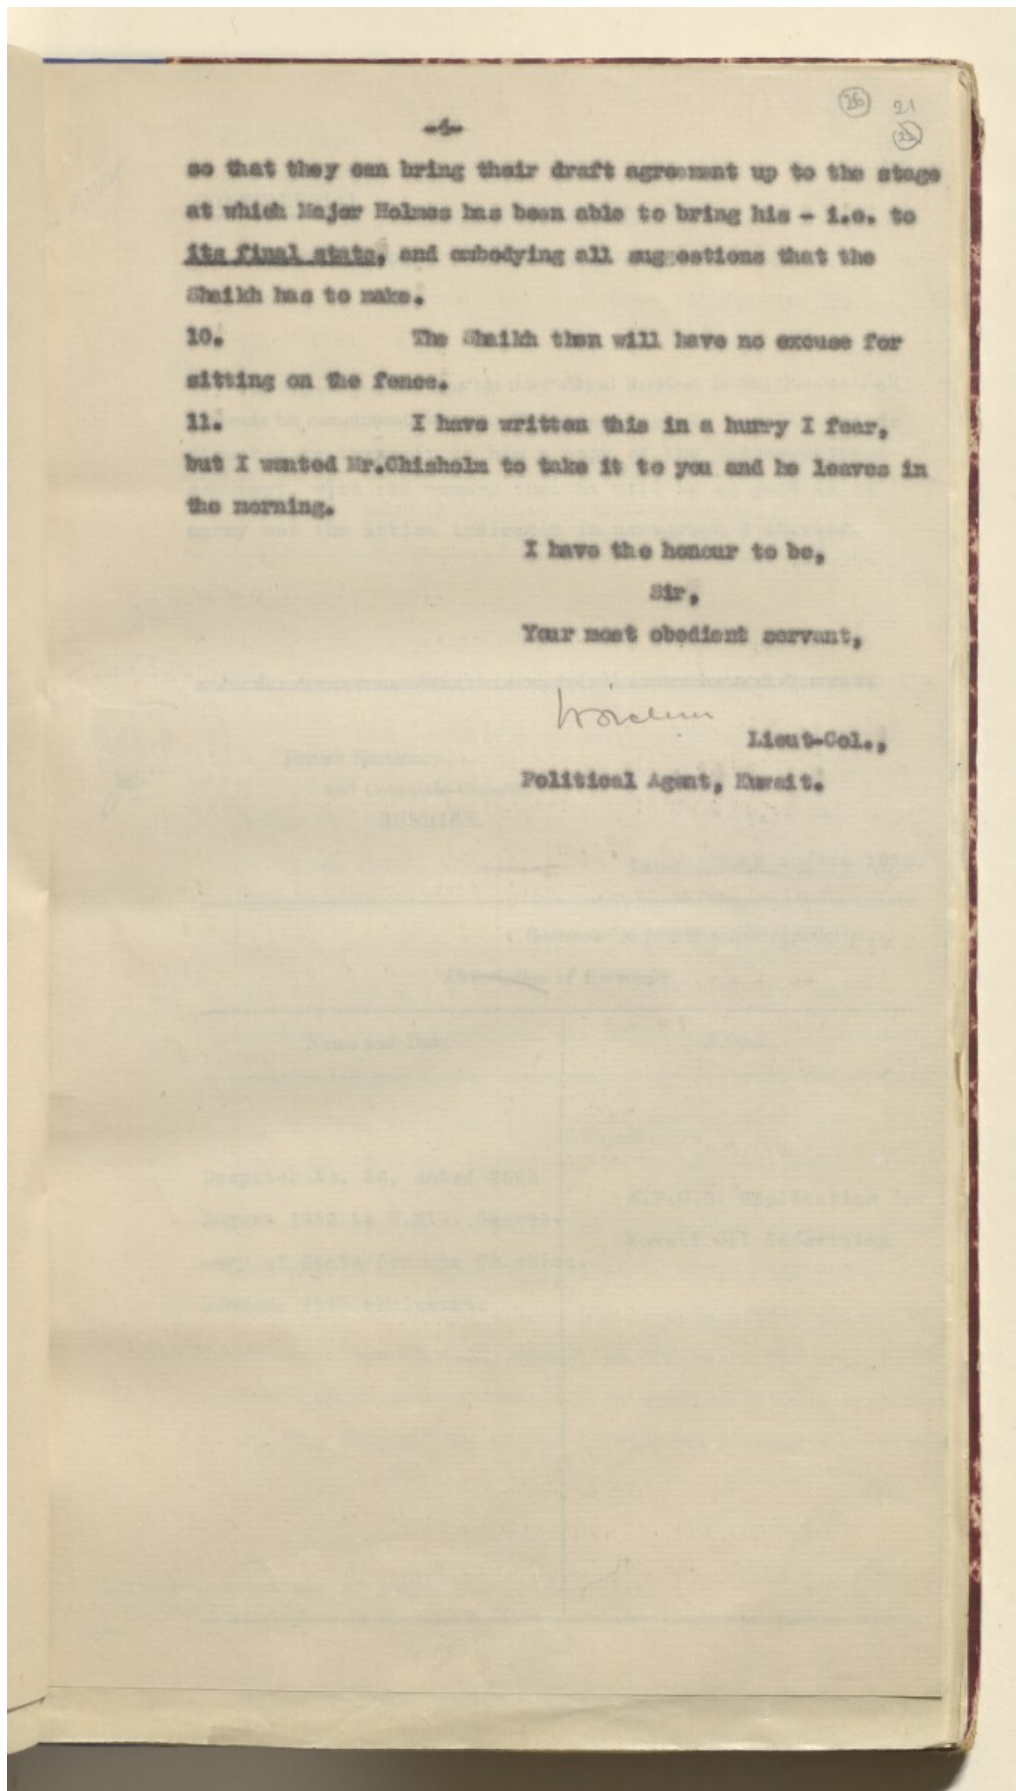 26
21
22
-4-
so that they can bring their draft agreement up to the stage
at which Major Holmes has been able to bring his - i.e. to
its final state, and embodying all suggestions that the
Shaikh has to make.
10. The Shaikh then will have no excuse for
sitting on the fence.
11. I have written this in a hurry I fear,
but I wanted Mr.Chisholm to take it to you and he leaves in
the morning.
I have the honour to be,
Sir,
Your most obedient servant,
Lieut-Col.,
Political Agent, Kuwait.